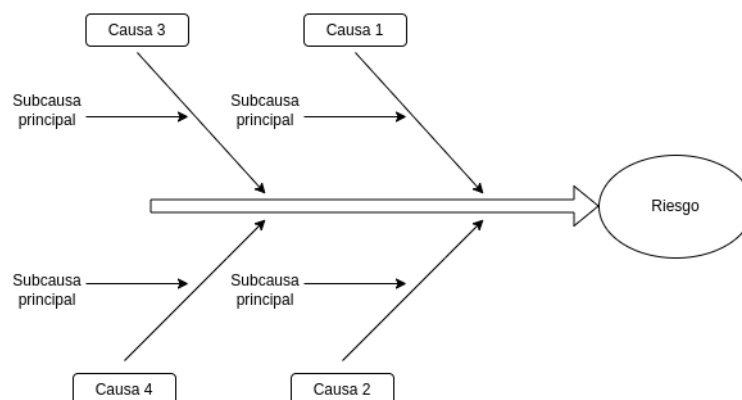 Causa 3
Causa 1
Subcausa
principal
Subcausa
principal
Riesgo
Subcausa
principal
Subcausa
principal
Causa 4
Causa 2